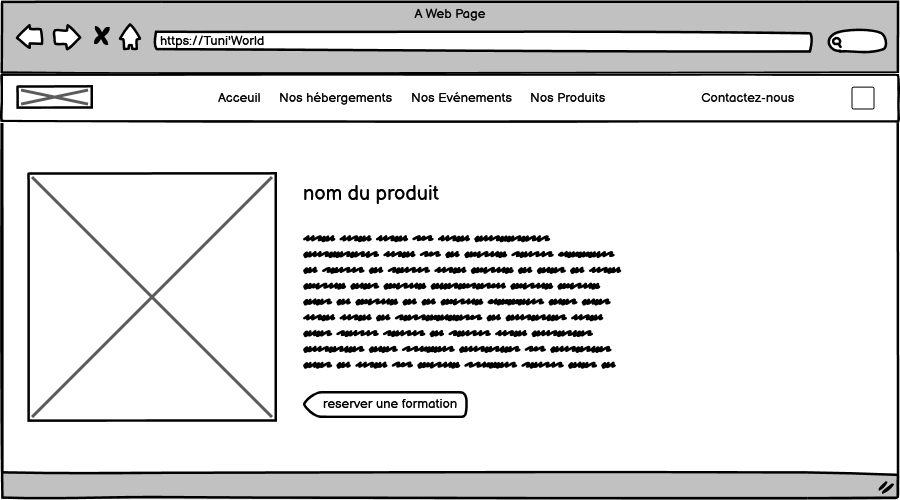 A Web Page
https://Tuni'World
Acceuil Nos hébergements Nos Evénements Nos Produits Contactez-nous
nom du produit
reserver une formation